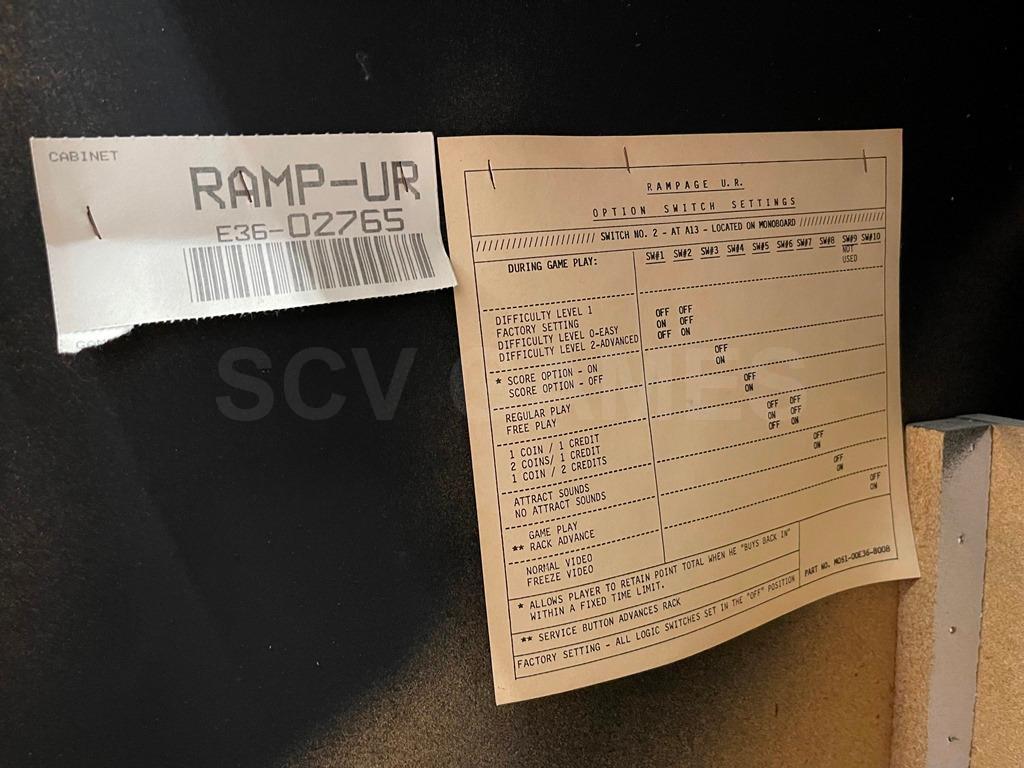 CABINET
RAMP-UR
E36-02765
RAMPAGE U.R.
OPTION SWITCH SETTINGS
//////////////////////// SWITCH NO. 2 - AT A13 - LOCATED ON MONOBOARD //////////////////
DURING GAME PLAY: SW#1 SW#2 SW#3 SW#4 SW#5 SW#6 SW#7 SW#8 SW#9 SW#10
NOT
USED
DIFFICULTY LEVEL 1
FACTORY SETTING OFF OFF
DIFFICULTY LEVEL 0-EASY ON OFF
DIFFICULTY LEVEL 2-ADVANCED OFF ON
* SCORE OPTION - ON OFF
SCORE OPTION - OFF ON
REGULAR PLAY OFF
FREE PLAY ON
1 COIN / 1 CREDIT OFF OFF
2 COINS/ 1 CREDIT ON OFF
1 COIN / 2 CREDITS OFF ON
ATTRACT SOUNDS OFF
NO ATTRACT SOUNDS ON
GAME PLAY OFF
** RACK ADVANCE ON
NORMAL VIDEO OFF
FREEZE VIDEO ON
* ALLOWS PLAYER TO RETAIN POINT TOTAL WHEN HE "BUYS BACK IN"
WITHIN A FIXED TIME LIMIT.
** SERVICE BUTTON ADVANCES RACK
PART NO. M051-00E36-B008
FACTORY SETTING - ALL LOGIC SWITCHES SET IN THE "OFF" POSITION
SCV GAMES